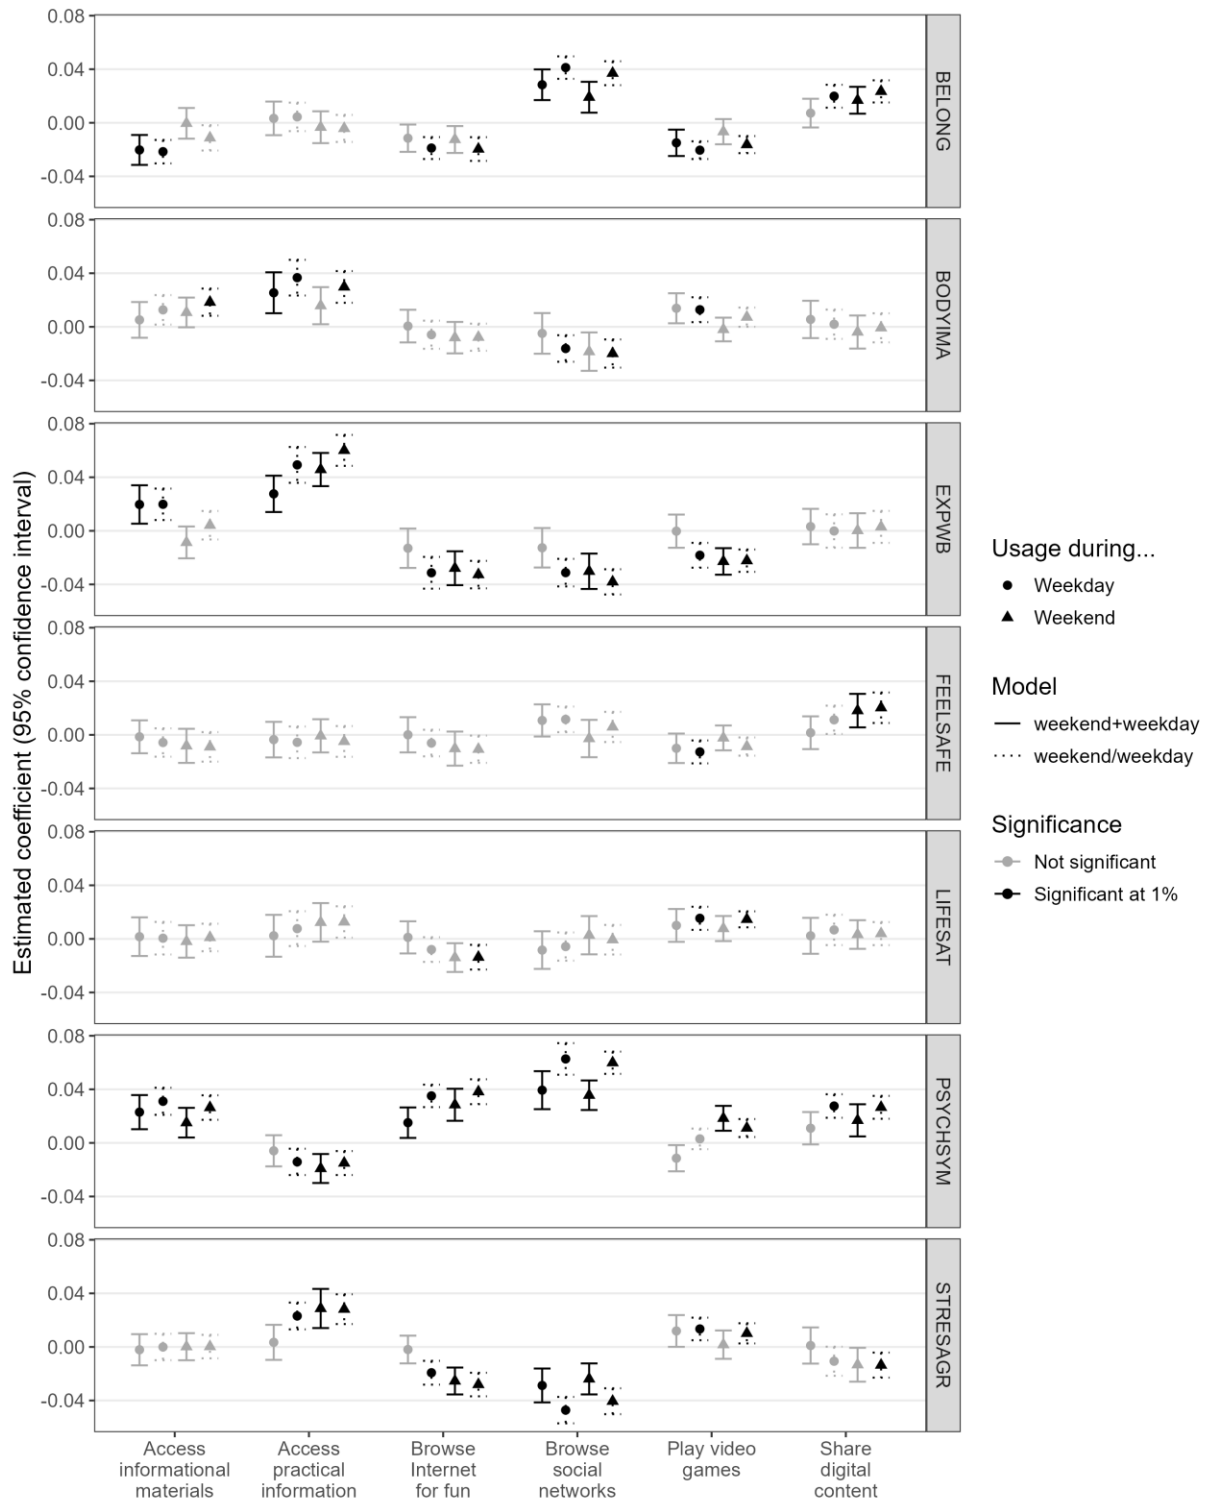 Estimated coefficient (95% confidence interval)
0.08
0.04
0.00
-0.04
BELONG
0.08
0.04
0.00
-0.04
BODYIMA
0.08
0.04
0.00
-0.04
EXPWB
0.08
0.04
0.00
-0.04
FEELSAFE
0.08
0.04
0.00
-0.04
LIFESAT
0.08
0.04
0.00
-0.04
PSYCHSYM
0.08
0.04
0.00
-0.04
STRESAGR
Access
informational
materials
Access
practical
information
Browse
Internet
for fun
Browse
social
networks
Play video
games
Share
digital
content
Usage during...
Weekday
Weekend
Model
weekend+weekday
weekend/weekday
Significance
Not significant
Significant at 1%